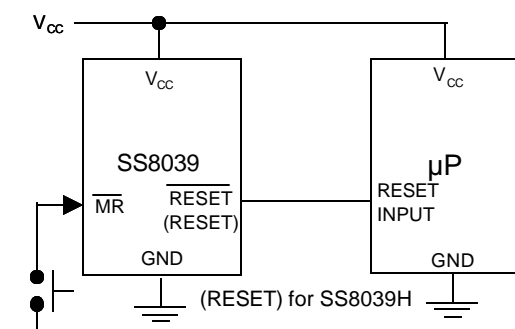 Vcc
Vcc
Vcc
SS8039
µP
MR
RESET
(RESET)
RESET
INPUT
GND
GND
(RESET) for SS8039H